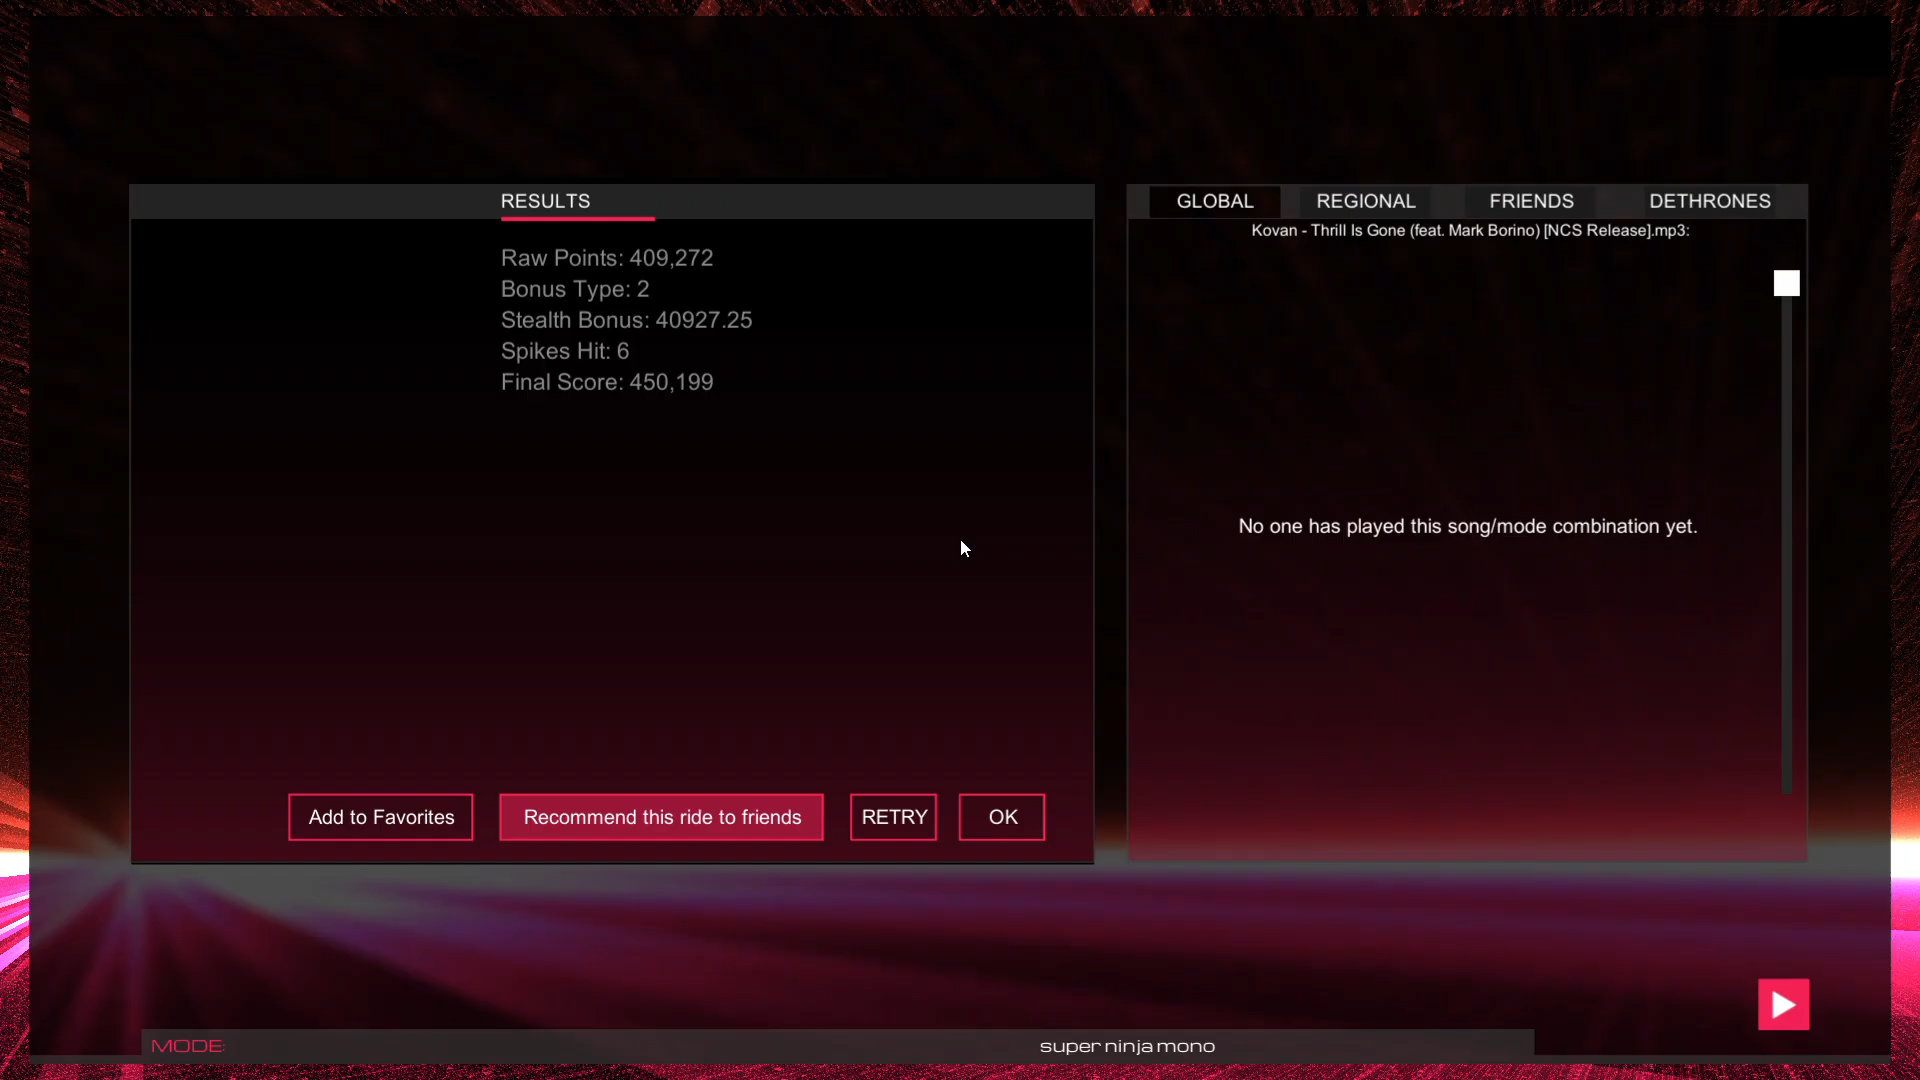 RESULTS
Raw Points: 409,272
Bonus Type: 2
Stealth Bonus: 40927.25
Spikes Hit: 6
Final Score: 450,199
Add to Favorites
Recommend this ride to friends
RETRY
OK
GLOBAL
REGIONAL
FRIENDS
DETHRONES
Kovan - Thrill Is Gone (feat. Mark Borino) [NCS Release].mp3:
No one has played this song/mode combination yet.
MODE:
super ninja mono